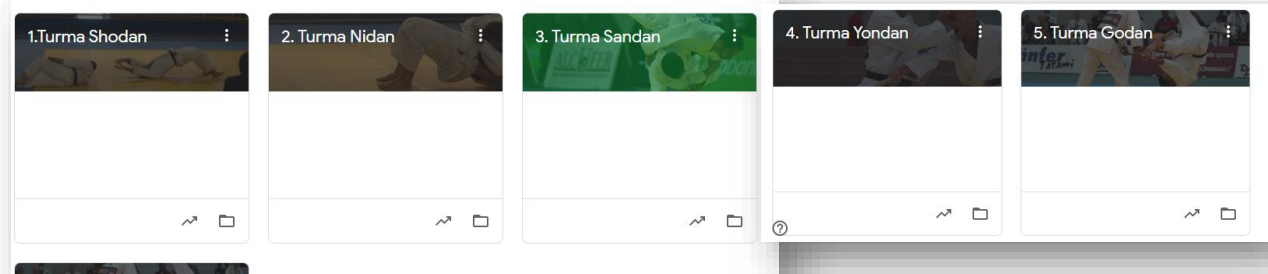 1.Turma Shodan
2. Turma Nidan
3. Turma Sandan
4. Turma Yondan
5. Turma Godan